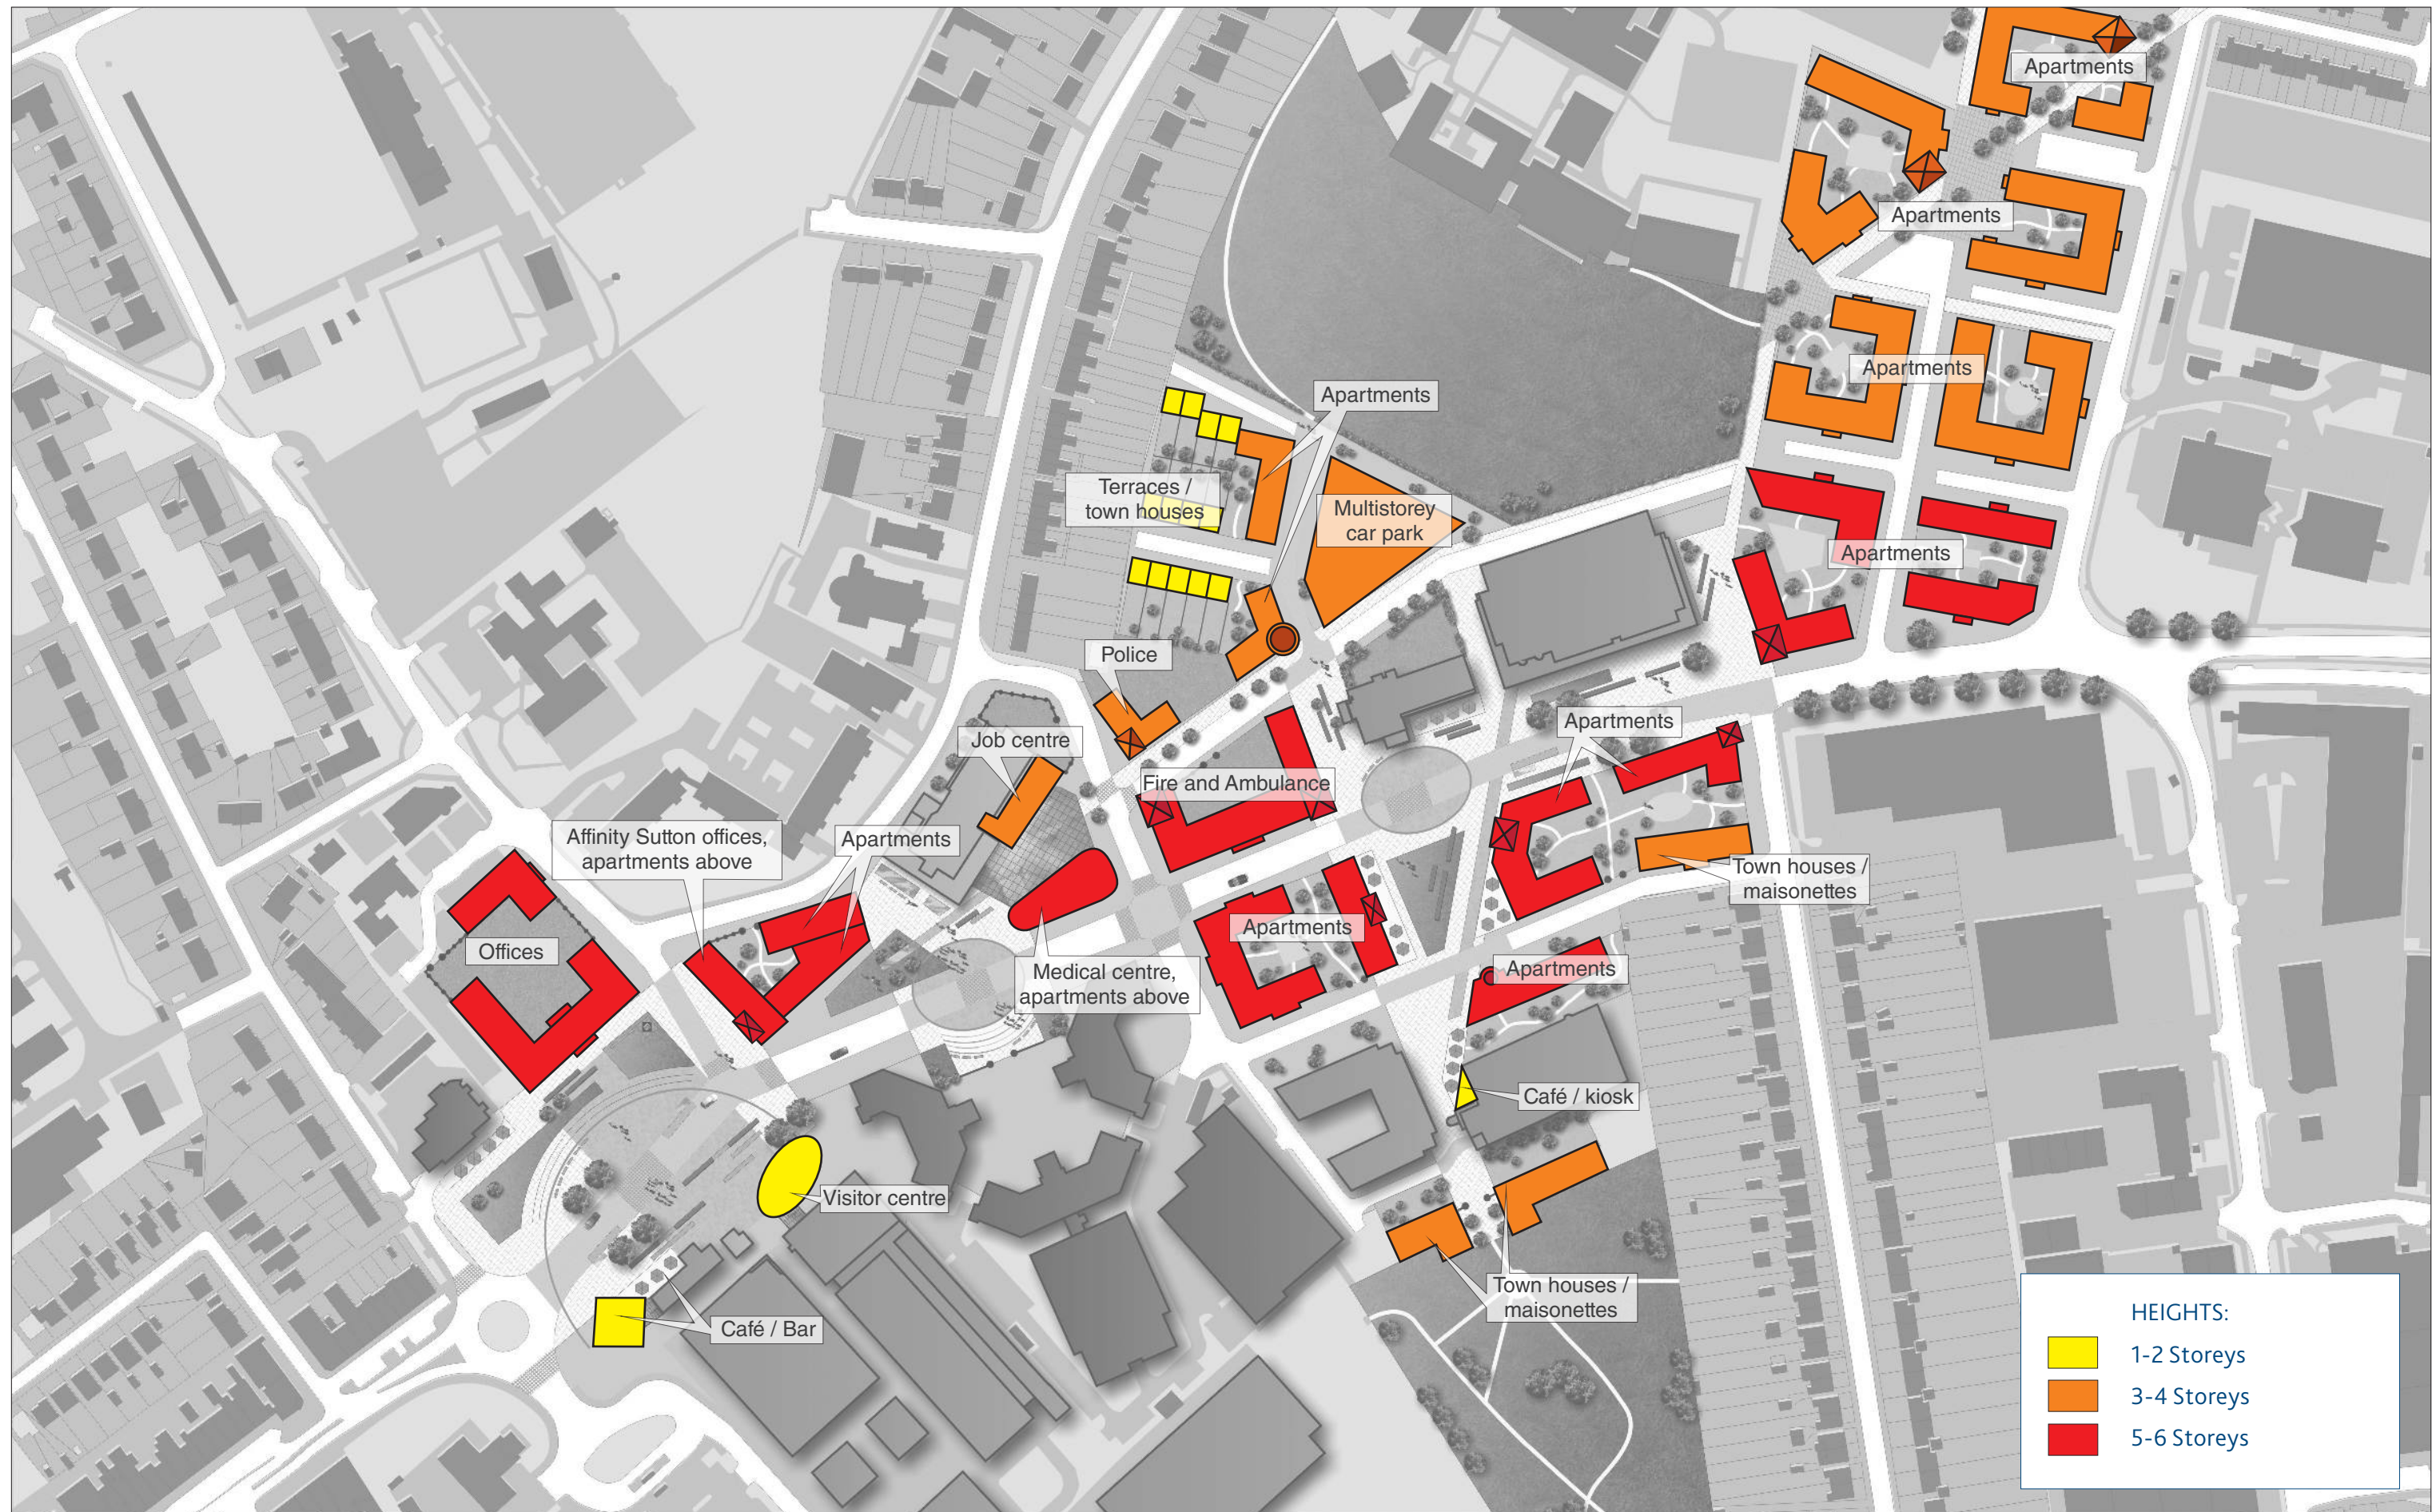 Apartments
Apartments
Apartments
Apartments
Terraces /
town houses
Multistorey
car park
Apartments
Police
Apartments
Job centre
Fire and Ambulance
Affinity Sutton offices,
apartments above
Apartments
Town houses /
maisonettes
Offices
Apartments
Medical centre,
apartments above
Apartments
Café / kiosk
Visitor centre
Town houses /
maisonettes
Café / Bar
HEIGHTS:
1-2 Storeys
3-4 Storeys
5-6 Storeys